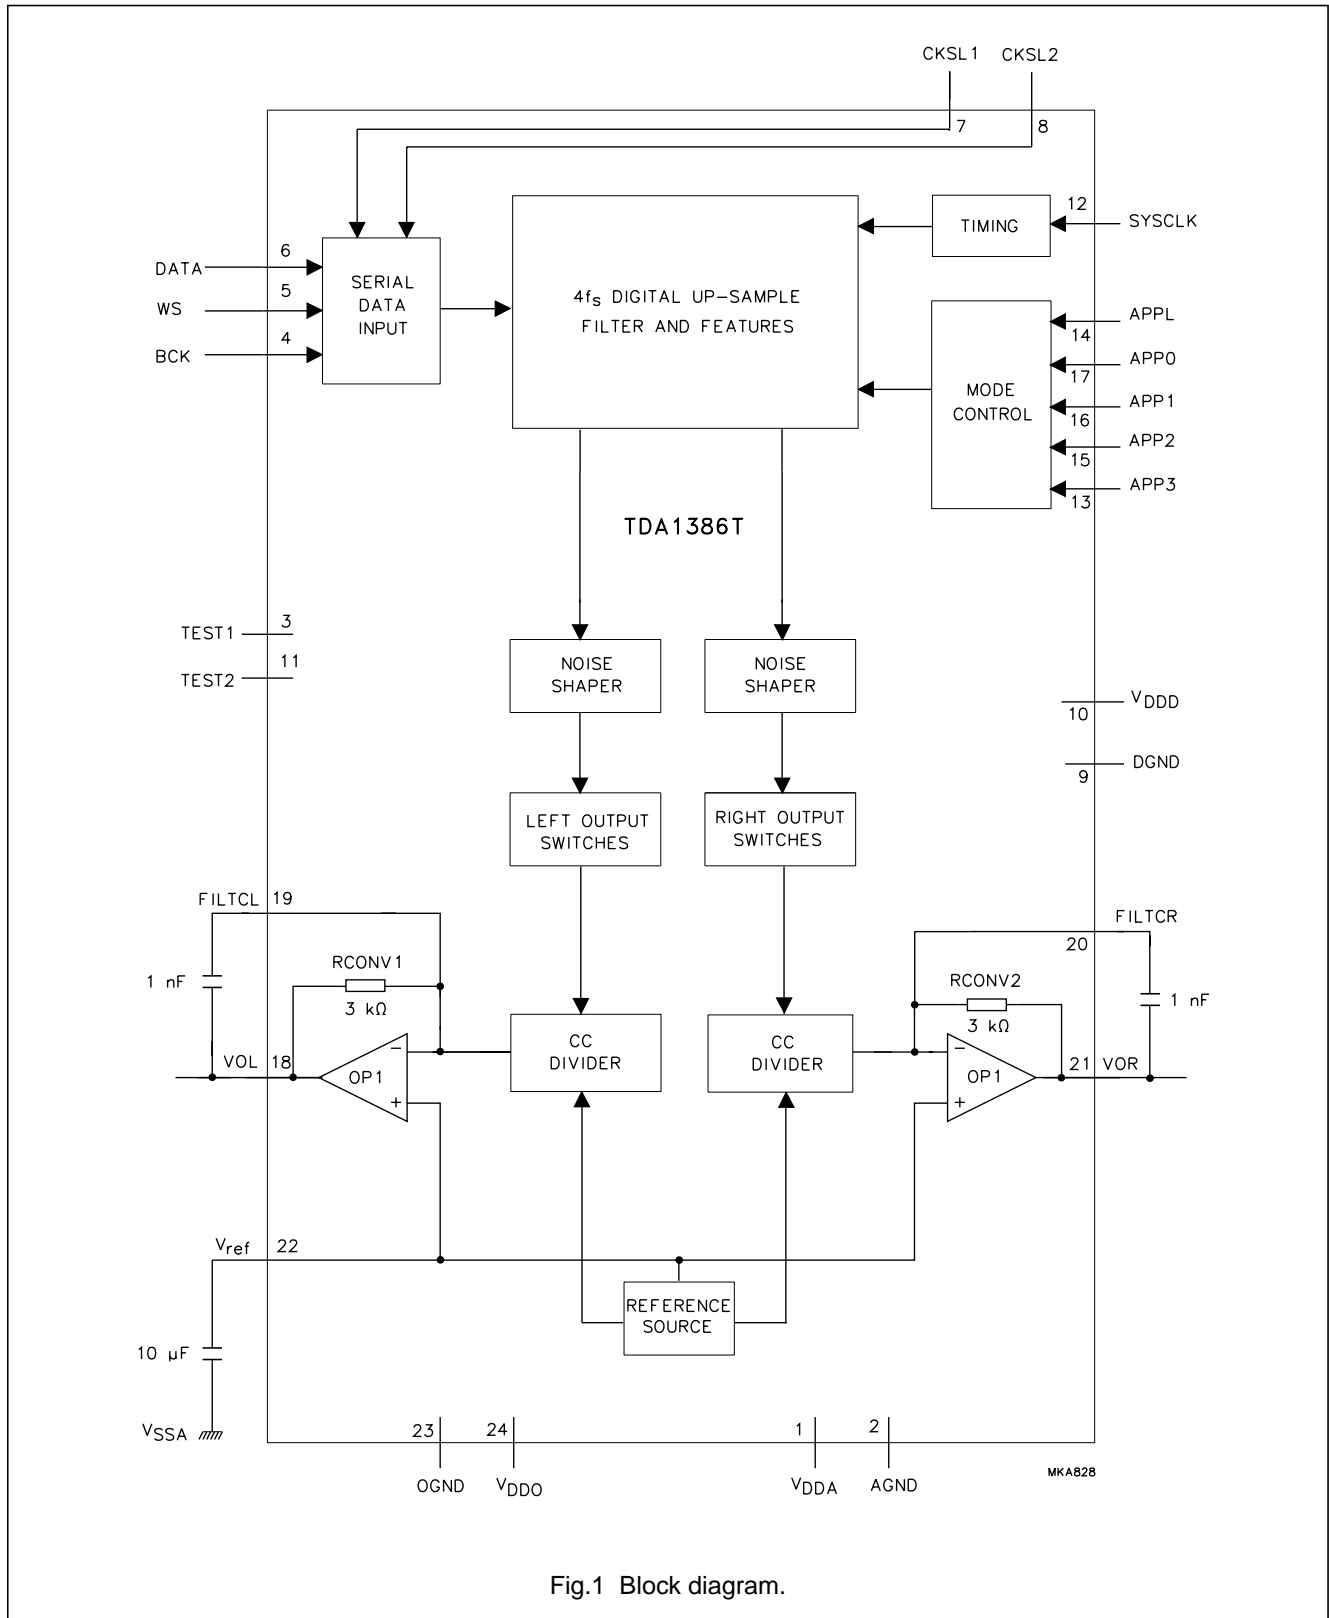 CKSL1 CKSL2
7 8
12
TIMING
SYSCLK
6
DATA
SERIAL
DATA
INPUT
5
WS
4
BCK
4fs DIGITAL UP-SAMPLE
FILTER AND FEATURES
MODE
CONTROL
APPL
14
APP0
17
APP1
16
APP2
15
APP3
13
TDA1386T
TEST1
3
TEST2
11
NOISE
SHAPER
NOISE
SHAPER
VDDD
10
DGND
9
LEFT OUTPUT
SWITCHES
RIGHT OUTPUT
SWITCHES
FILTCL 19
FILTCR
20
RCONV1
3 kΩ
1 nF
RCONV2
3 kΩ
1 nF
CC
DIVIDER
CC
DIVIDER
VOL 18
−
OP1
+
−
OP1
+
21 VOR
Vref 22
REFERENCE
SOURCE
10 µF
VSSA
23 24 1 2
OGND VDDO VDDA AGND
MKA828
Fig.1 Block diagram.